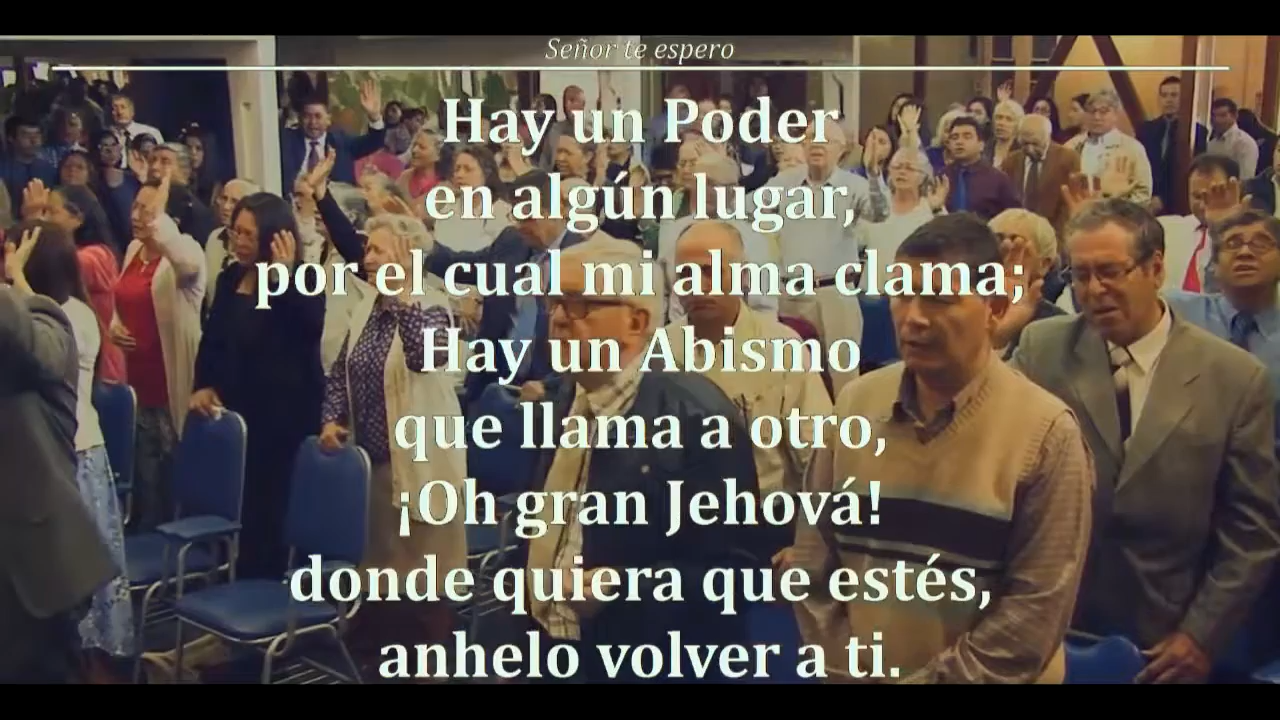 Señor te espero
Hay un Poder
en algún lugar,
por el cual mi alma clama;
Hay un Abismo
que llama a otro,
¡Oh gran Jehová!
donde quiera que estés,
anhelo volver a ti.